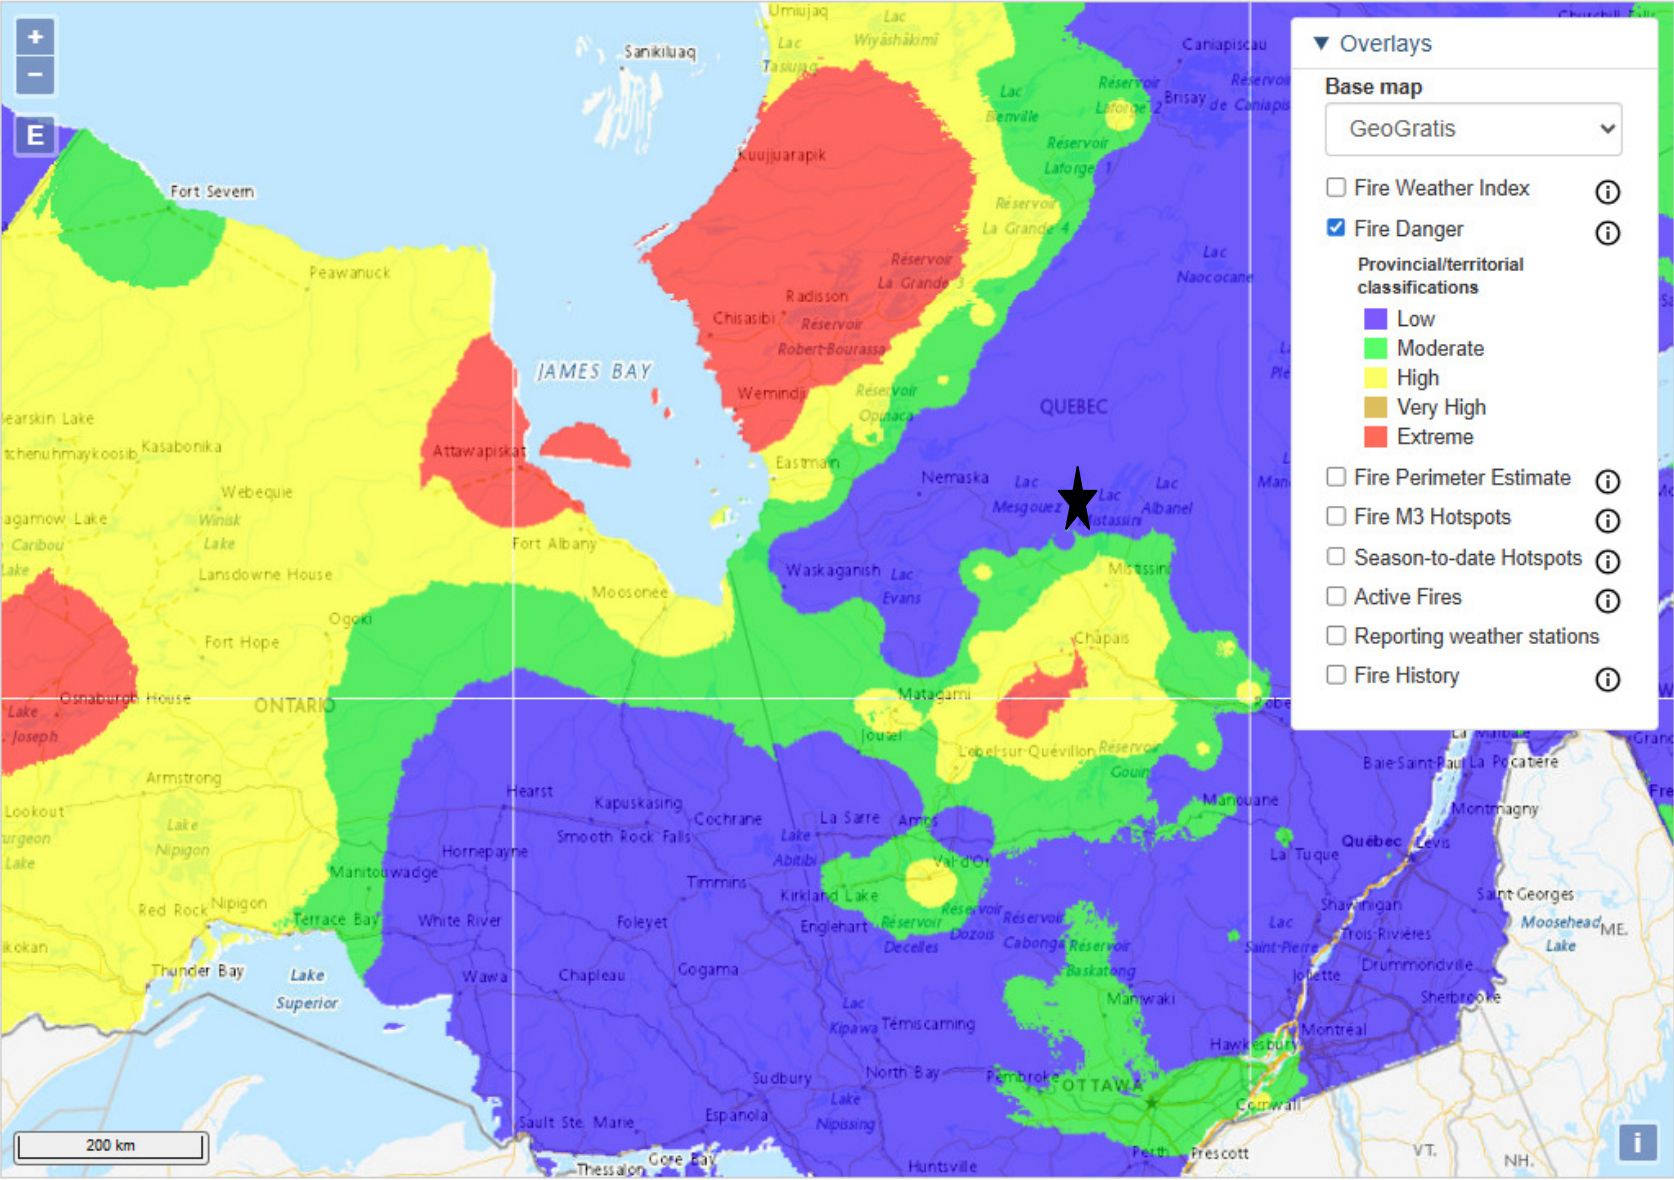 +
−
E
Umiujaq
Lac
Wiyâshâkimî
Lac
Tasiujaq
Sanikiluaq
Caniapiscau
Réservoir
Laforge 2
Brisay
Lac
Bienville
Réservoir
Laforge 1
Kuujjuarapik
Fort Severn
Réservoir
La Grande 4
Peawanuck
Réservoir
La Grande 3
Lac
Naococane
Radisson
Chisasibi
Réservoir
Robert-Bourassa
JAMES BAY
Wemindji
Réservoir
Opinaca
QUEBEC
Kasabonika
Attawapiskat
Eastmain
Nemaska
Lac
Mesgouez
Lac
Mistassini
Lac
Albanel
Webequie
Winisk
Lake
Fort Albany
Lansdowne House
Waskaganish
Lac
Evans
Mistissini
Moosonee
Ogoki
Fort Hope
Châpais
Osnaburgh House
Lake
Joseph
ONTARIO
Matagami
Joutel
Lebel-sur-Quévillon
Réservoir
Gouin
Armstrong
Hearst
Kapuskasing
Smooth Rock Falls
Cochrane
La Sarre
Amos
Manouane
Lookout
Lake
Nipigon
Hornepayne
Lake
Abitibi
Val-d'Or
Manitouwadge
Timmins
Kirkland Lake
La Tuque
Québec
Lévis
Montmagny
Baie-Saint-Paul
La Pocatière
La Malbaie
Red Rock
Nipigon
Terrace Bay
White River
Foleyet
Englehart
Réservoir
Decelles
Réservoir
Dozois
Réservoir
Cabonga
Réservoir
Baskatong
Lac
Saint-Pierre
Shawinigan
Trois-Rivières
Saint-Georges
Moosehead
Lake
ME.
Thunder Bay
Lake
Superior
Wawa
Chapleau
Gogama
Lac
Kipawa
Témiscaming
Maniwaki
Joliette
Drummondville
Sherbrooke
Montréal
Hawkesbury
Sudbury
North Bay
Pembroke
OTTAWA
Cornwall
Sault Ste. Marie
Espanola
Lake
Nipissing
Thessalon
Gore Bay
Huntsville
Perth
Prescott
VT.
NH.
200 km
i
▼ Overlays
Base map
GeoGratis
Fire Weather Index
Fire Danger
Provincial/territorial
classifications
Low
Moderate
High
Very High
Extreme
Fire Perimeter Estimate
Fire M3 Hotspots
Season-to-date Hotspots
Active Fires
Reporting weather stations
Fire History